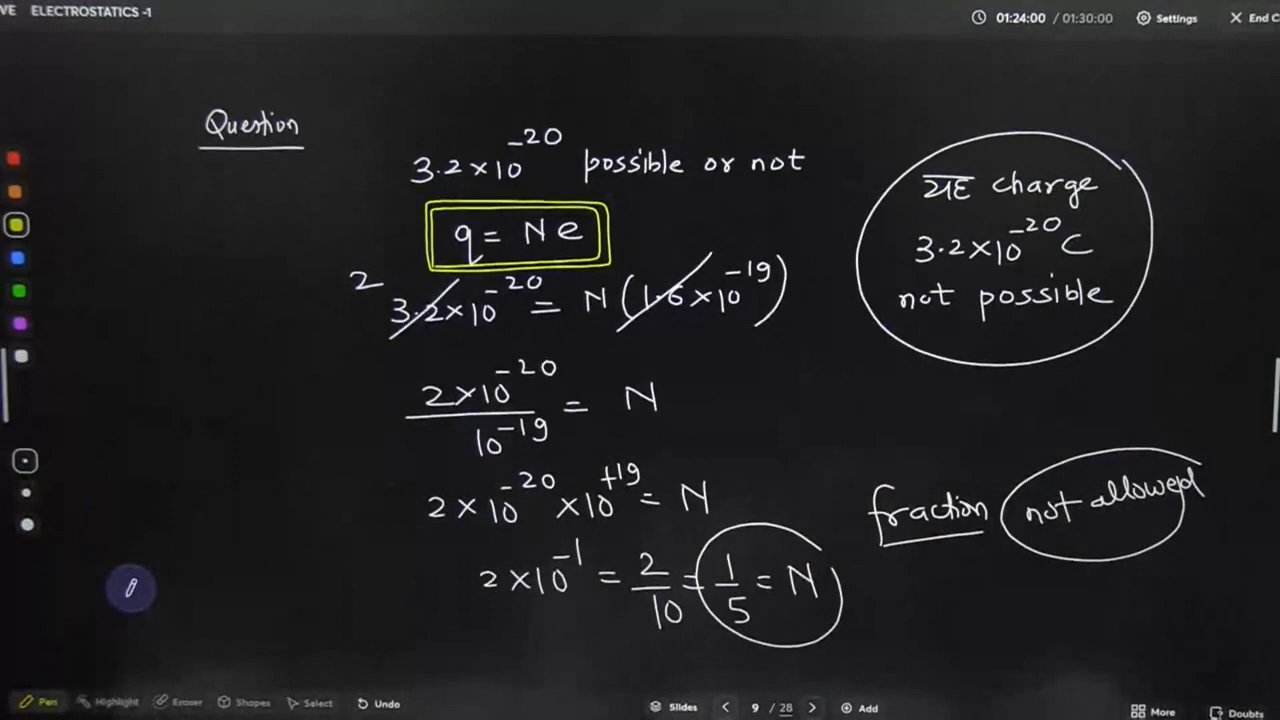 VE ELECTROSTATICS -1
01:24:00 / 01:30:00 Settings End C
Question
3.2×10⁻²⁰ possible or not
q = Ne
2
3.2×10⁻²⁰ = N (1.6×10⁻¹⁹)
2×10⁻²⁰ / 10⁻¹⁹ = N
2×10⁻²⁰ ×10⁺¹⁹ = N
2×10⁻¹ = 2/10 = 1/5 = N
यह charge
3.2×10⁻²⁰ C
not possible
fraction not allowed
Pen Highlight Eraser Shapes Select Undo Slides 9 / 28 Add More Doubts